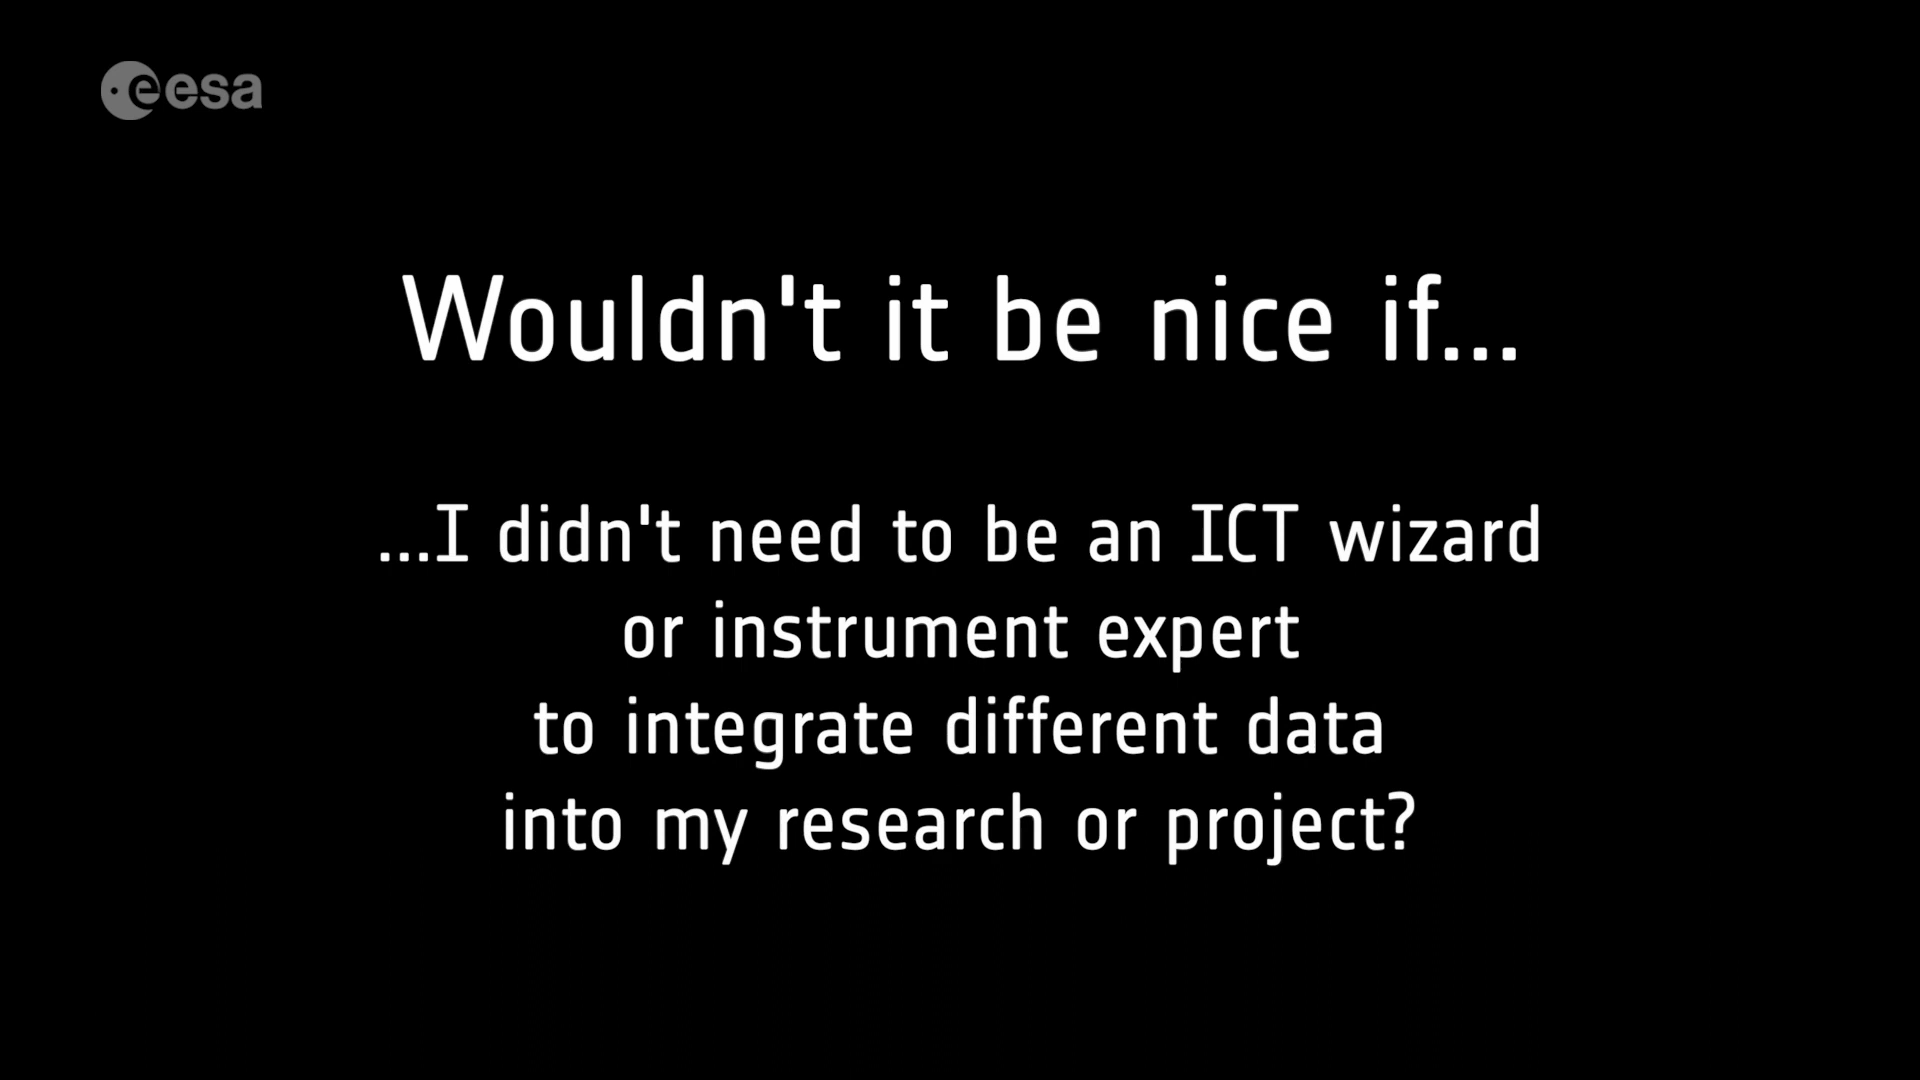 esa
Wouldn't it be nice if...
...I didn't need to be an ICT wizard
or instrument expert
to integrate different data
into my research or project?